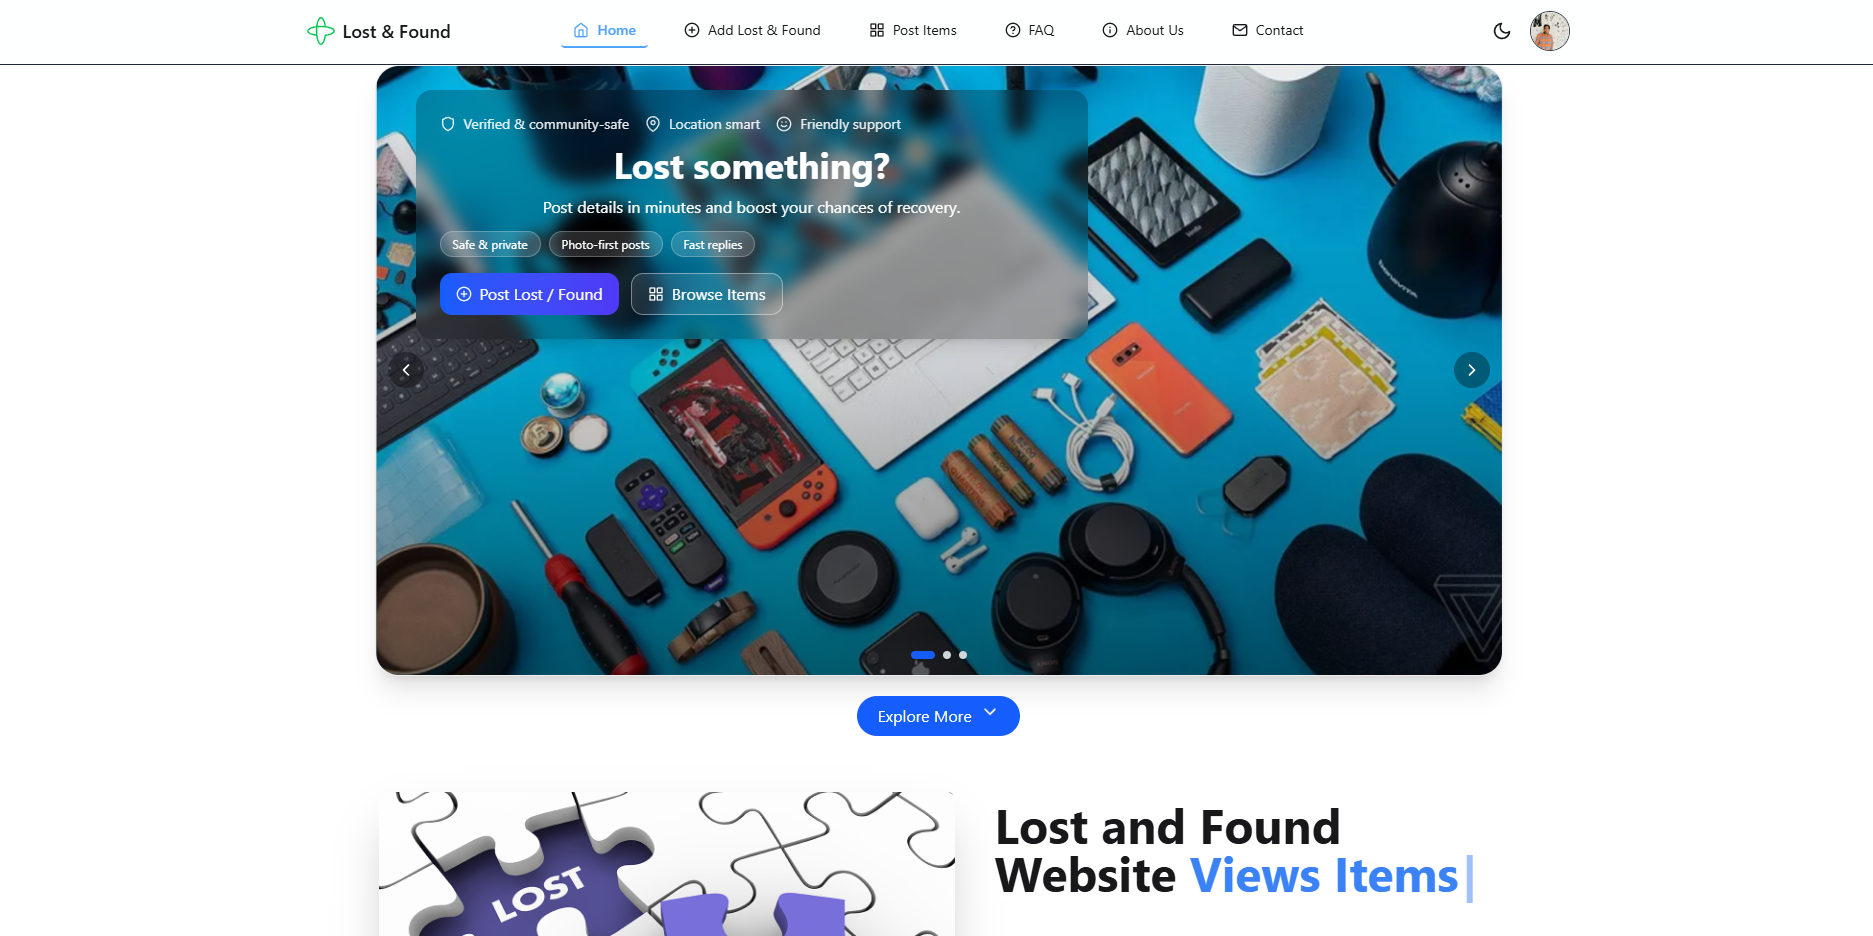 Lost & Found
Home
Add Lost & Found
Post Items
FAQ
About Us
Contact
Verified & community-safe
Location smart
Friendly support
Lost something?
Post details in minutes and boost your chances of recovery.
Safe & private
Photo-first posts
Fast replies
Post Lost / Found
Browse Items
kindle
QUARTERS
Explore More
LOST
Lost and Found
Website Views Items